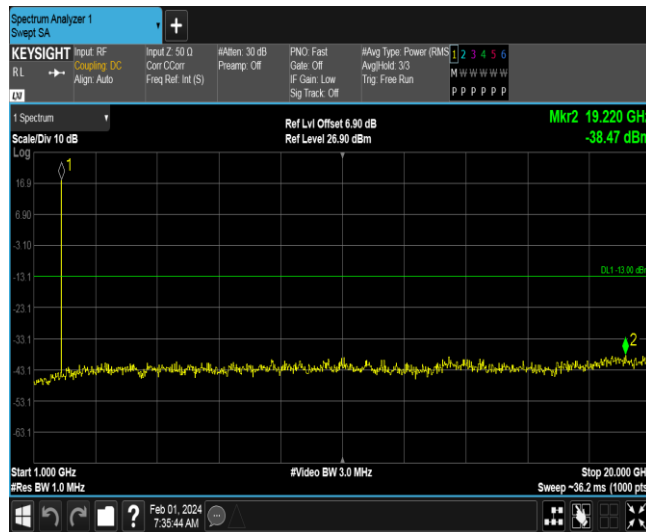 Spectrum Analyzer 1
Swept SA
+
KEYSIGHT
RL
LXI
Input: RF
Coupling: DC
Align: Auto
Input Z: 50 Ω
Corr CCorr
Freq Ref: Int (S)
#Atten: 30 dB
Preamp: Off
PNO: Fast
Gate: Off
IF Gain: Low
Sig Track: Off
#Avg Type: Power (RMS
Avg|Hold: 3/3
Trig: Free Run
1 2 3 4 5 6
M W W W W W
P P P P P P
1 Spectrum
Scale/Div 10 dB
Ref Lvl Offset 6.90 dB
Ref Level 26.90 dBm
Mkr2 19.220 GHz
-38.47 dBm
Log
1
16.9
6.90
-3.10
-13.1
DL1 -13.00 dBm
-23.1
-33.1
2
-43.1
-53.1
-63.1
Start 1.000 GHz
#Res BW 1.0 MHz
#Video BW 3.0 MHz
Stop 20.000 GH
Sweep ~36.2 ms (1000 pts
?
Feb 01, 2024
7:35:44 AM